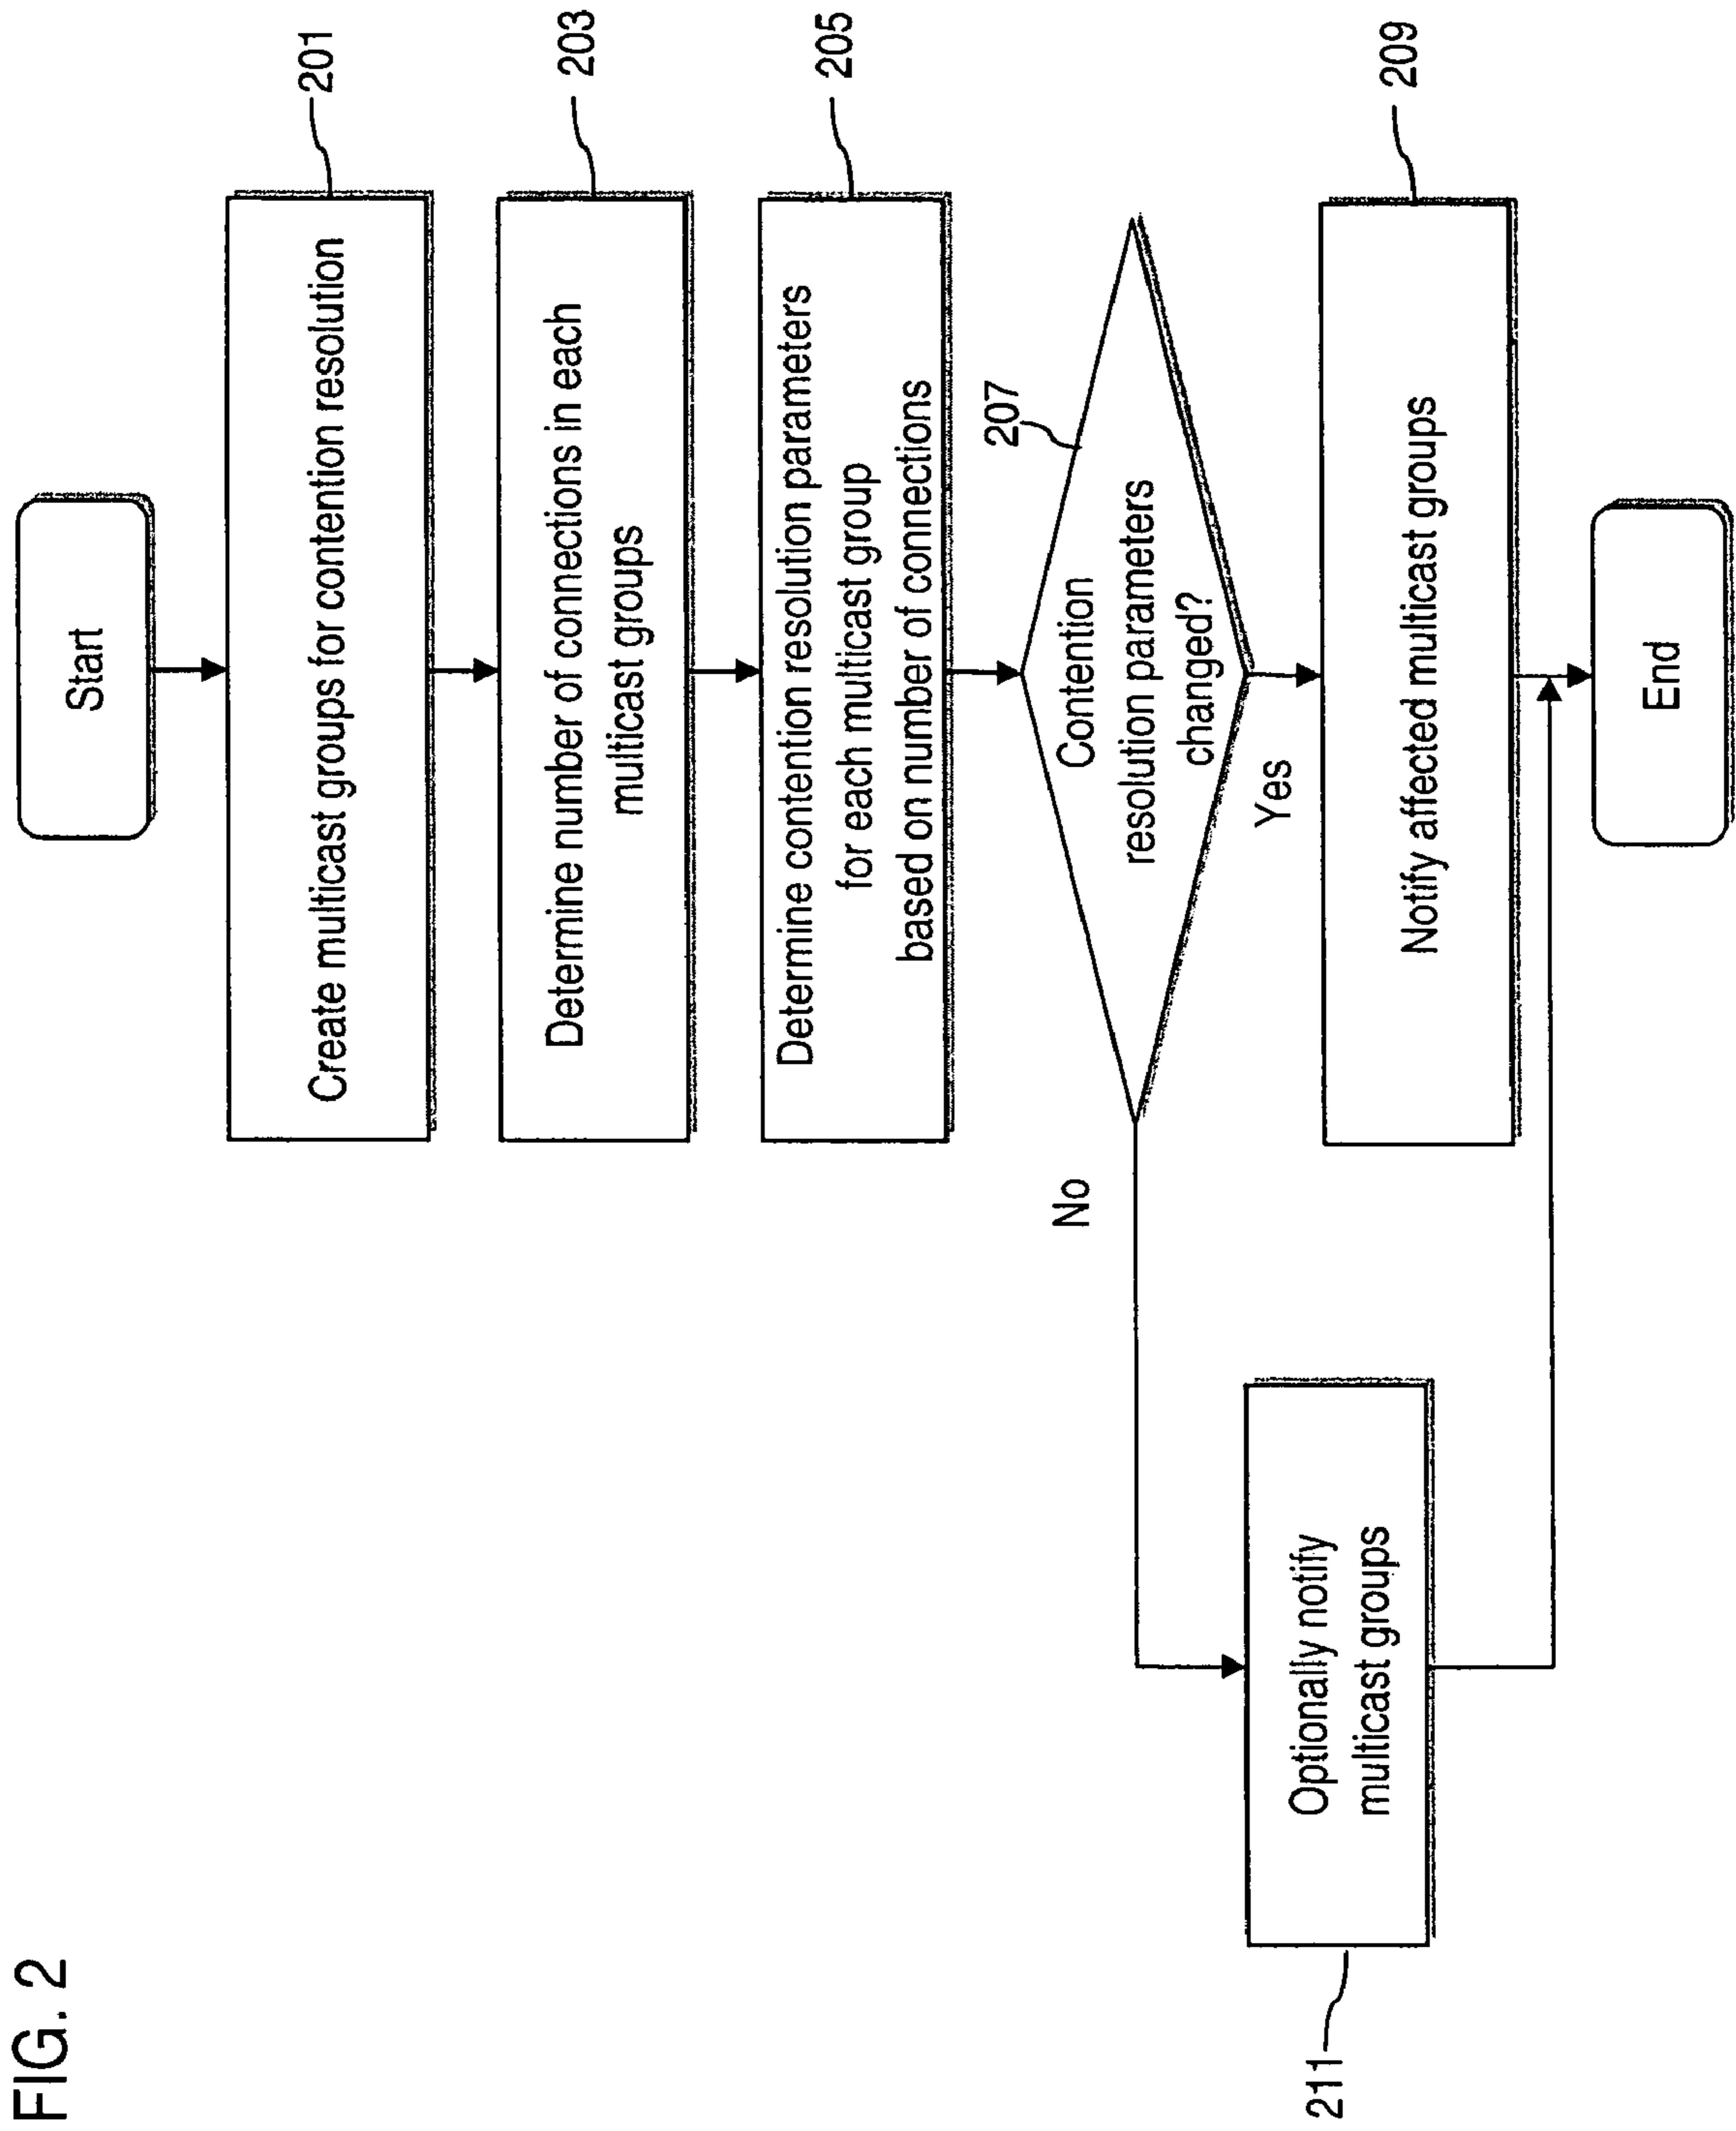 FIG. 2
Start
Create multicast groups for contention resolution
201
Determine number of connections in each
multicast groups
203
Determine contention resolution parameters
for each multicast group
based on number of connections
205
207
Contention
resolution parameters
changed?
No
Yes
Optionally notify
multicast groups
211
Notify affected multicast groups
209
End